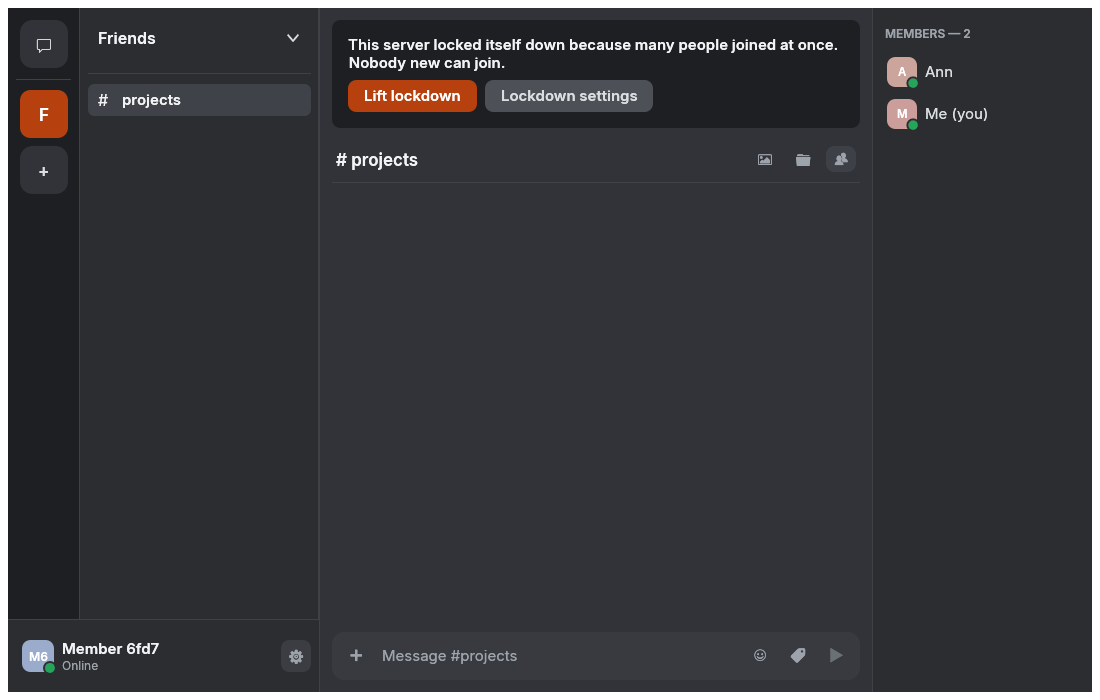 Friends
F
+
# projects
This server locked itself down because many people joined at once.
Nobody new can join.
Lift lockdown
Lockdown settings
# projects
MEMBERS — 2
A
Ann
M
Me (you)
M6
Member 6fd7
Online
+
Message #projects